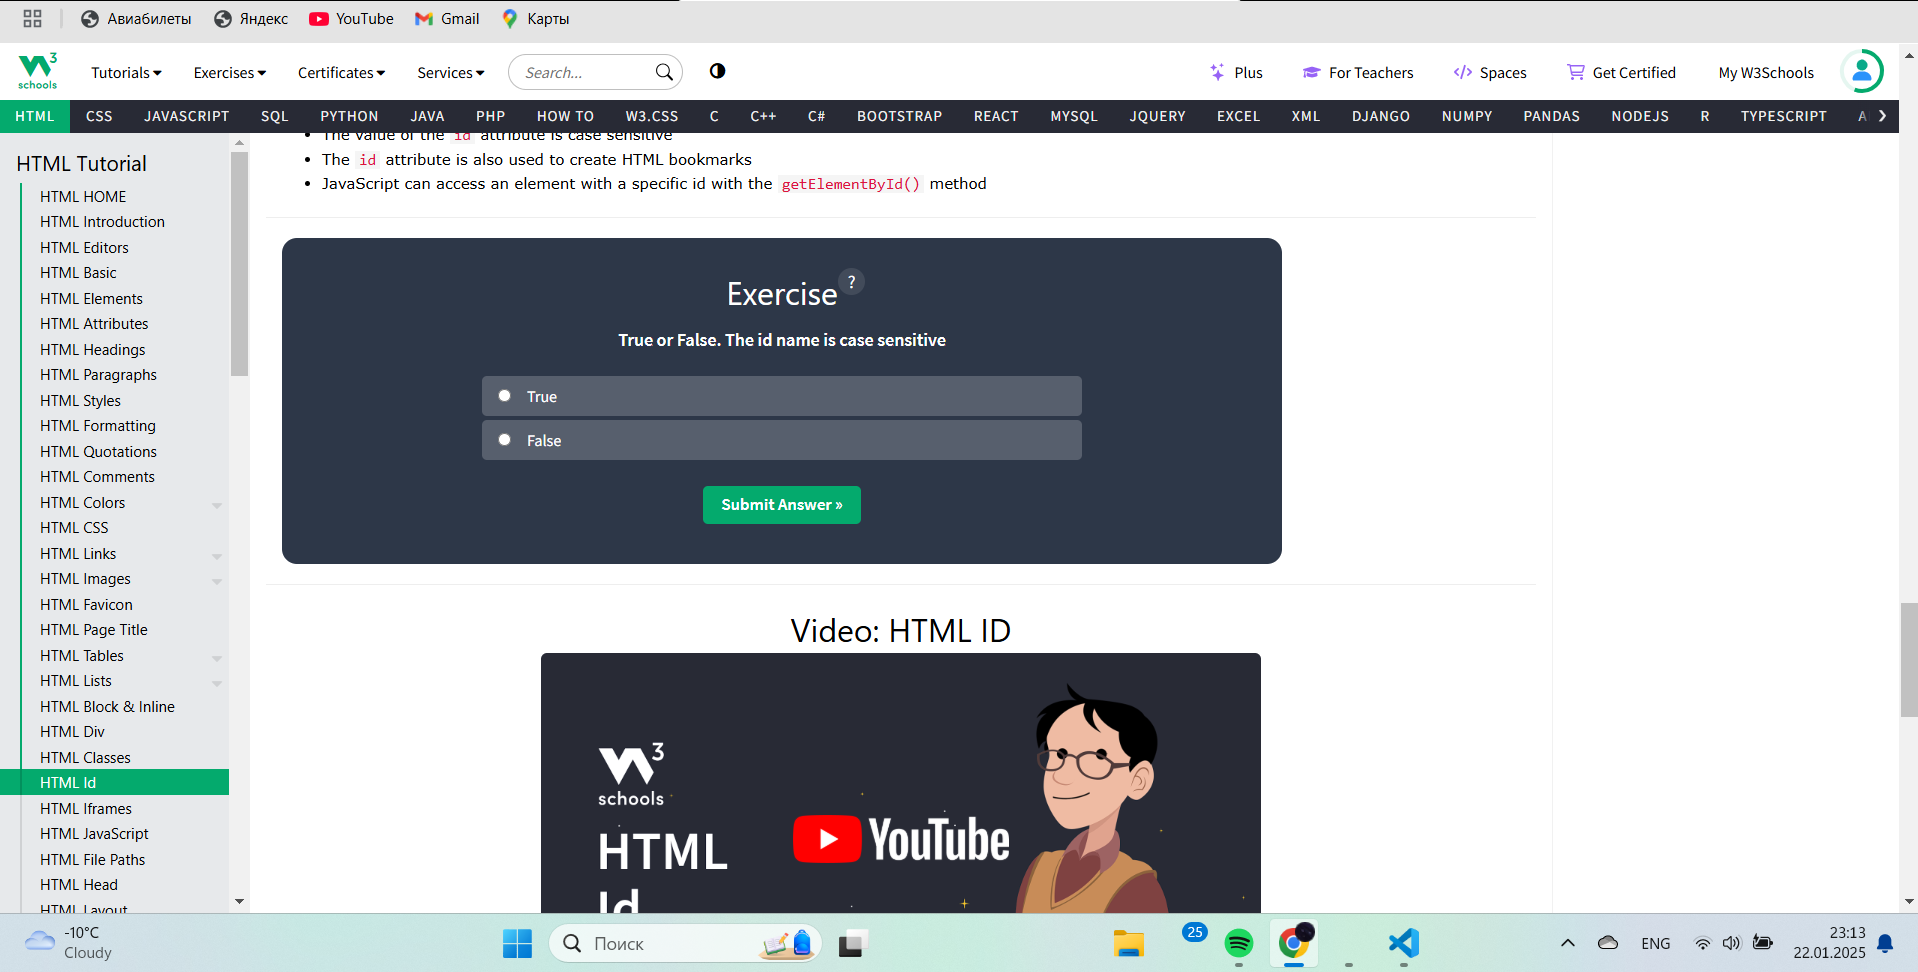 Авиабилеты Яндекс YouTube Gmail Карты
W3 schools Tutorials Exercises Certificates Services Search... Plus For Teachers Spaces Get Certified My W3Schools
HTML CSS JAVASCRIPT SQL PYTHON JAVA PHP HOW TO W3.CSS C C++ C# BOOTSTRAP REACT MYSQL JQUERY EXCEL XML DJANGO NUMPY PANDAS NODEJS R TYPESCRIPT
HTML Tutorial
HTML HOME
HTML Introduction
HTML Editors
HTML Basic
HTML Elements
HTML Attributes
HTML Headings
HTML Paragraphs
HTML Styles
HTML Formatting
HTML Quotations
HTML Comments
HTML Colors
HTML CSS
HTML Links
HTML Images
HTML Favicon
HTML Page Title
HTML Tables
HTML Lists
HTML Block & Inline
HTML Div
HTML Classes
HTML Id
HTML Iframes
HTML JavaScript
HTML File Paths
HTML Head
HTML Layout
• The value of the id attribute is case sensitive
• The id attribute is also used to create HTML bookmarks
• JavaScript can access an element with a specific id with the getElementById() method
Exercise ?
True or False. The id name is case sensitive
True
False
Submit Answer »
Video: HTML ID
W3 schools
HTML
Id
YouTube
-10°C
Cloudy
Поиск
25
ENG
23:13
22.01.2025